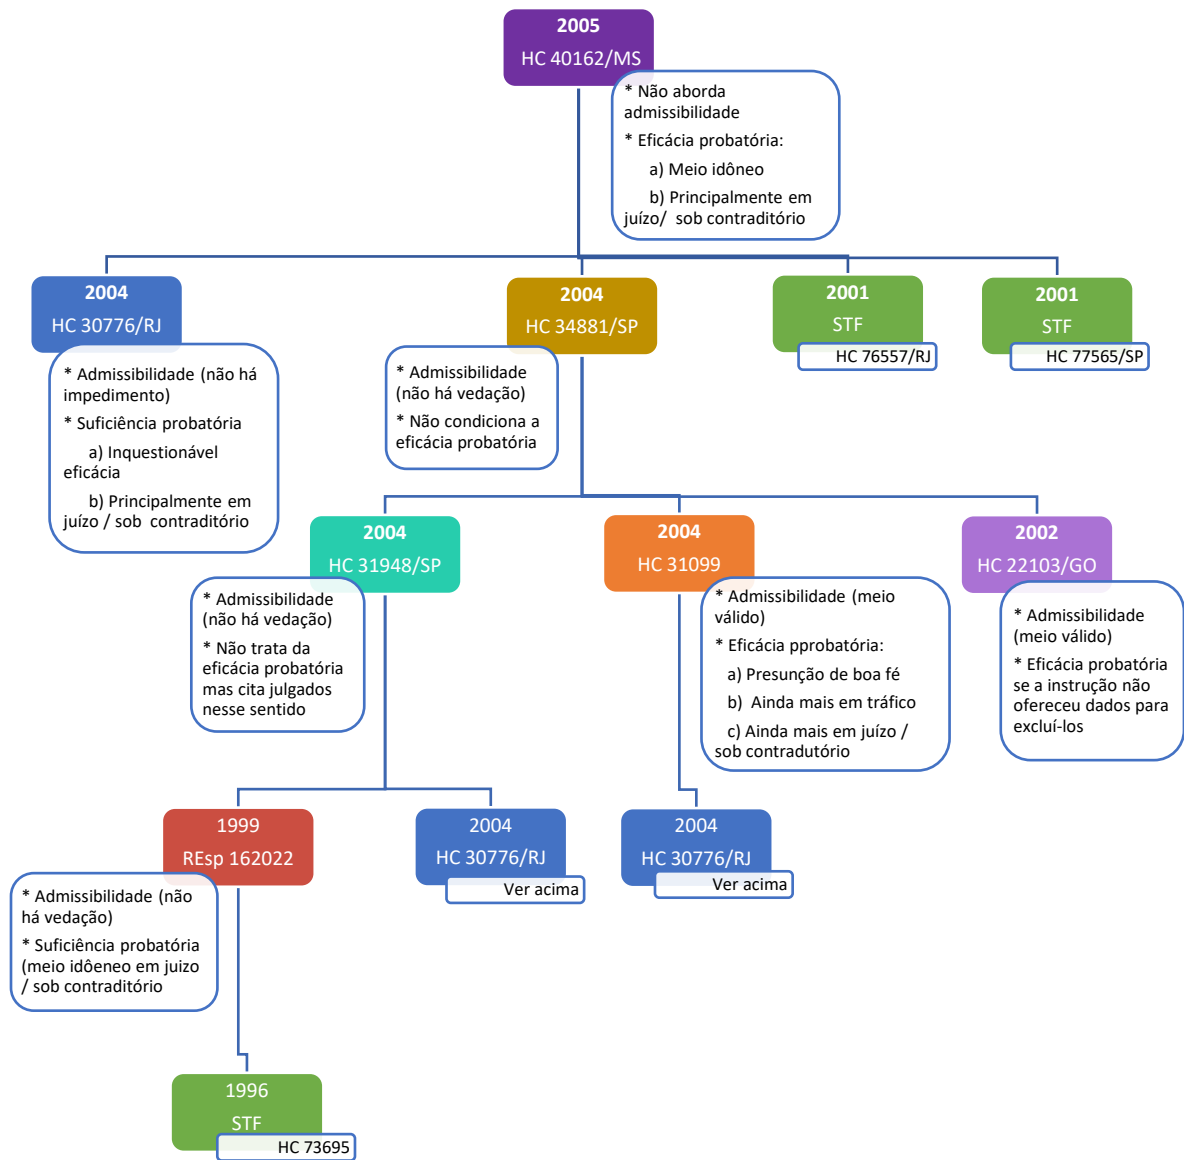 2005
HC 40162/MS
* Não aborda
admissibilidade
* Eficácia probatória:
a) Meio idôneo
b) Principalmente em
juízo/ sob contraditório
2004
HC 30776/RJ
* Admissibilidade (não há
impedimento)
* Suficiência probatória
a) Inquestionável
eficácia
b) Principalmente em
juízo / sob contraditório
2004
HC 34881/SP
* Admissibilidade
(não há vedação)
* Não condiciona a
eficácia probatória
2001
STF
HC 76557/RJ
2001
STF
HC 77565/SP
2004
HC 31948/SP
* Admissibilidade
(não há vedação)
* Não trata da
eficácia probatória
mas cita julgados
nesse sentido
2004
HC 31099
* Admissibilidade (meio
válido)
* Eficácia pprobatória:
a) Presunção de boa fé
b) Ainda mais em tráfico
c) Ainda mais em juízo /
sob contradutório
2002
HC 22103/GO
* Admissibilidade
(meio válido)
* Eficácia probatória
se a instrução não
ofereceu dados para
excluí-los
1999
REsp 162022
* Admissibilidade (não
há vedação)
* Suficiência probatória
(meio idôeneo em juizo
/ sob contraditório
2004
HC 30776/RJ
Ver acima
2004
HC 30776/RJ
Ver acima
1996
STF
HC 73695